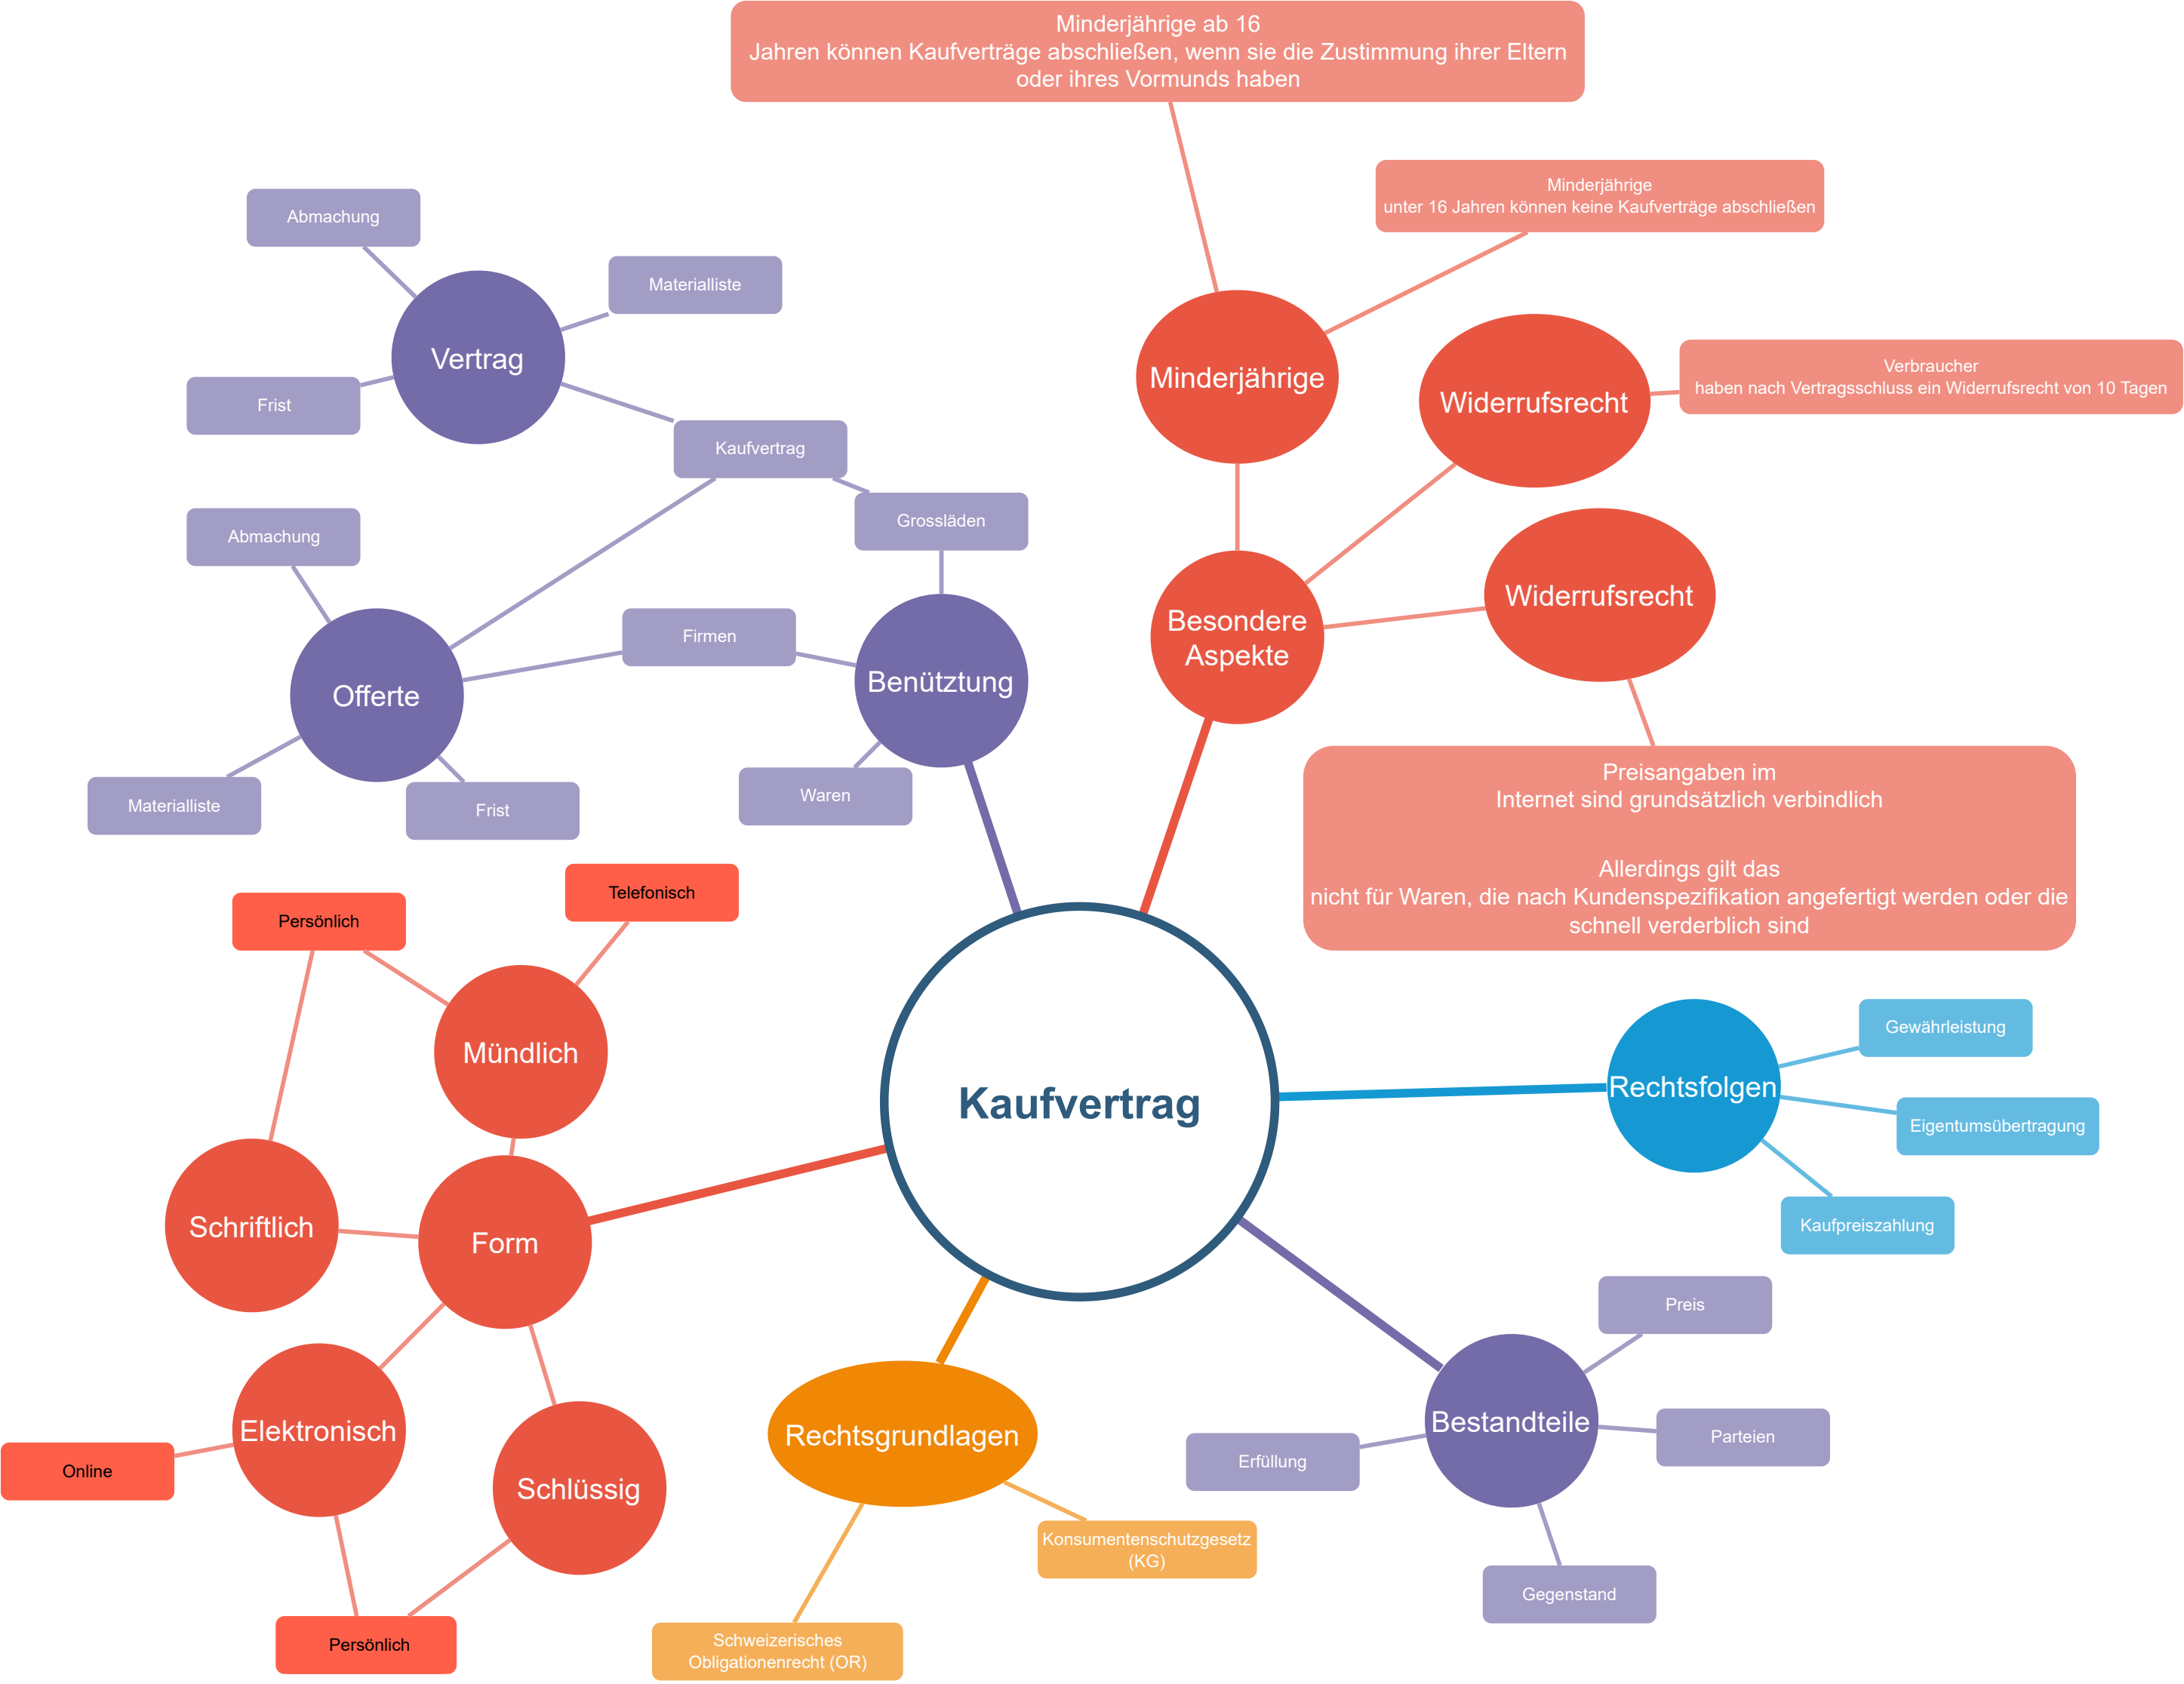 Minderjährige ab 16
Jahren können Kaufverträge abschließen, wenn sie die Zustimmung ihrer Eltern
oder ihres Vormunds haben
Minderjährige
unter 16 Jahren können keine Kaufverträge abschließen
Abmachung
Materialliste
Vertrag
Minderjährige
Widerrufsrecht
Verbraucher
haben nach Vertragsschluss ein Widerrufsrecht von 10 Tagen
Frist
Kaufvertrag
Grossläden
Abmachung
Widerrufsrecht
Firmen
Besondere
Aspekte
Offerte
Benütztung
Materialliste
Frist
Waren
Preisangaben im
Internet sind grundsätzlich verbindlich
Allerdings gilt das
nicht für Waren, die nach Kundenspezifikation angefertigt werden oder die
schnell verderblich sind
Telefonisch
Persönlich
Mündlich
Kaufvertrag
Rechtsfolgen
Gewährleistung
Eigentumsübertragung
Kaufpreiszahlung
Schriftlich
Form
Preis
Elektronisch
Rechtsgrundlagen
Bestandteile
Parteien
Erfüllung
Online
Schlüssig
Konsumentenschutzgesetz
(KG)
Gegenstand
Persönlich
Schweizerisches
Obligationenrecht (OR)